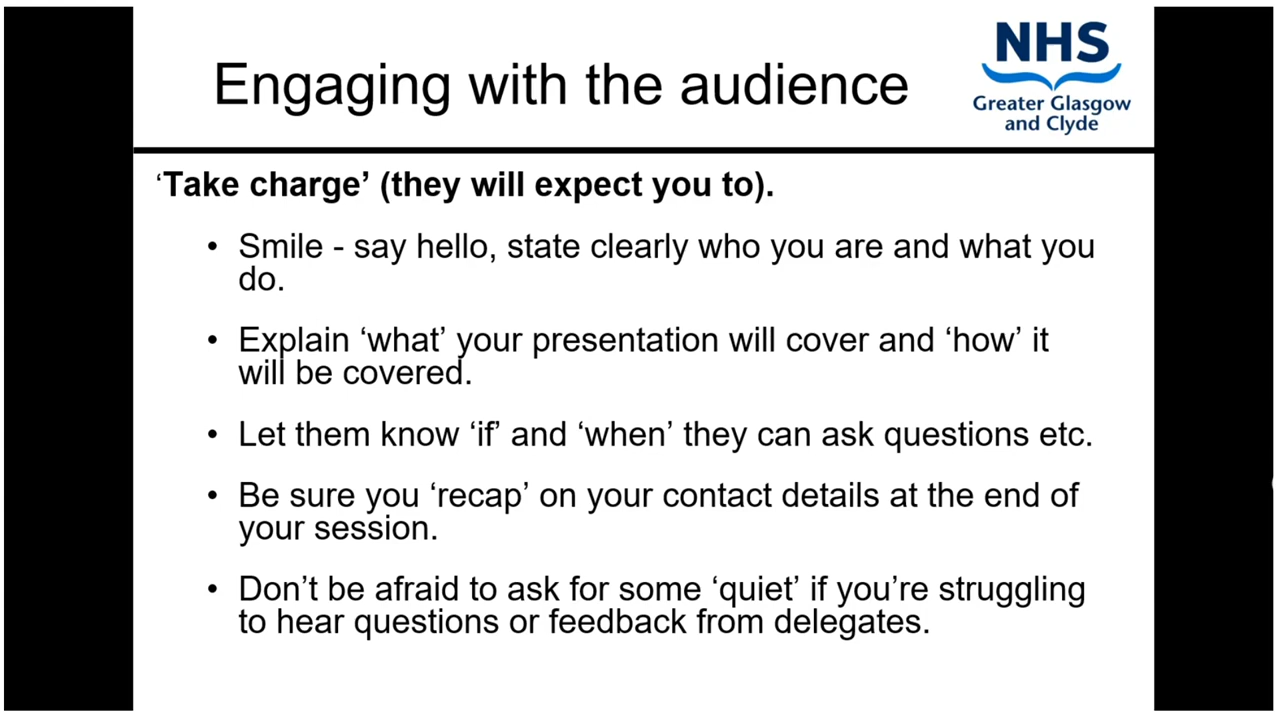 Engaging with the audience
NHS
Greater Glasgow
and Clyde
‘Take charge’ (they will expect you to).
• Smile - say hello, state clearly who you are and what you
do.
• Explain ‘what’ your presentation will cover and ‘how’ it
will be covered.
• Let them know ‘if’ and ‘when’ they can ask questions etc.
• Be sure you ‘recap’ on your contact details at the end of
your session.
• Don’t be afraid to ask for some ‘quiet’ if you’re struggling
to hear questions or feedback from delegates.